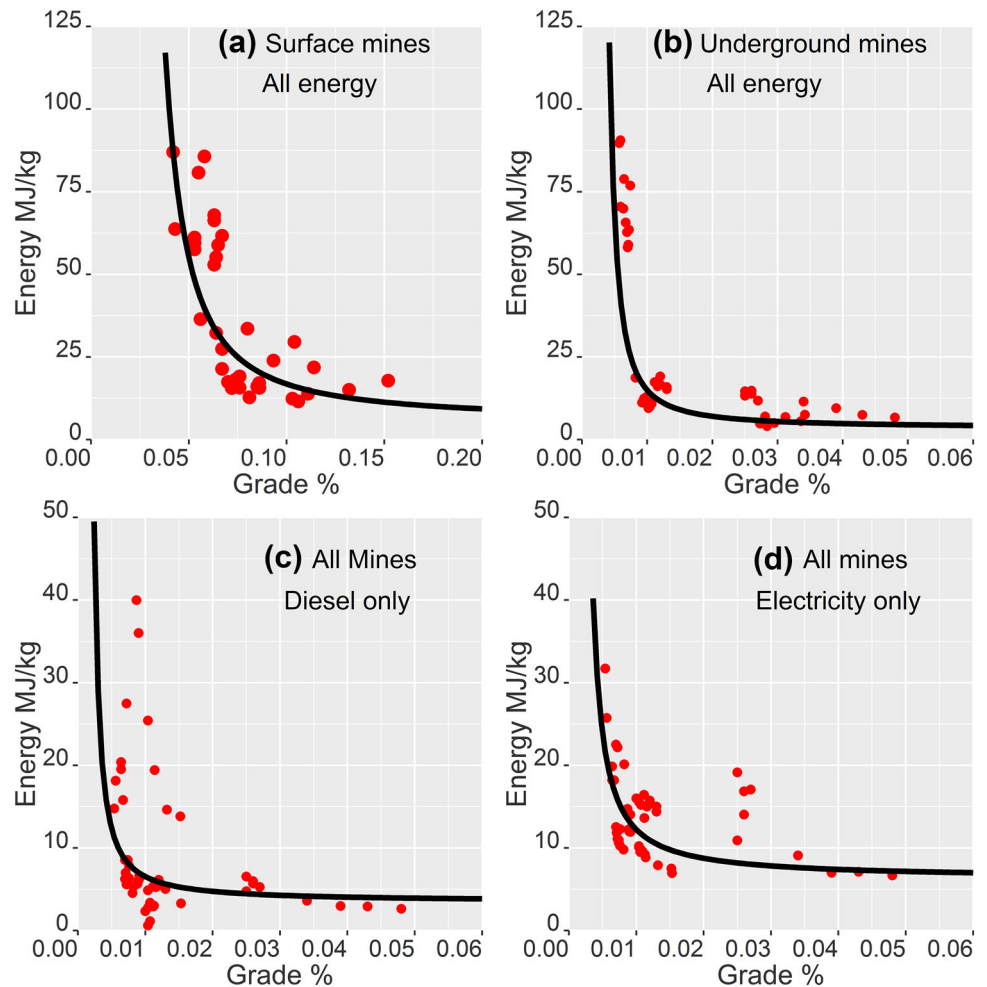 (a) Surface mines
All energy
Energy MJ/kg
125
100
75
50
25
0
0.00 0.05 0.10 0.15 0.20
Grade %
(b) Underground mines
All energy
Energy MJ/kg
125
100
75
50
25
0
0.00 0.01 0.02 0.03 0.04 0.05 0.06
Grade %
(c) All Mines
Diesel only
Energy MJ/kg
50
40
30
20
10
0
0.00 0.01 0.02 0.03 0.04 0.05 0.06
Grade %
(d) All mines
Electricity only
Energy MJ/kg
50
40
30
20
10
0
0.00 0.01 0.02 0.03 0.04 0.05 0.06
Grade %